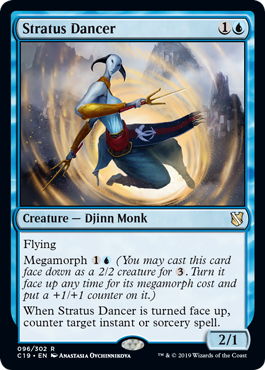 Stratus Dancer 1
Creature — Djinn Monk
Flying
Megamorph 1 (You may cast this
card face down as a 2/2 creature for 3. Turn it
face up any time for its megamorph cost and
put a +1/+1 counter on it.)
When Stratus Dancer is turned face up,
counter target instant or sorcery spell.
2/1
096/302 R
C19 • EN Anastasia Ovchinnikova ™ & © 2019 Wizards of the Coast